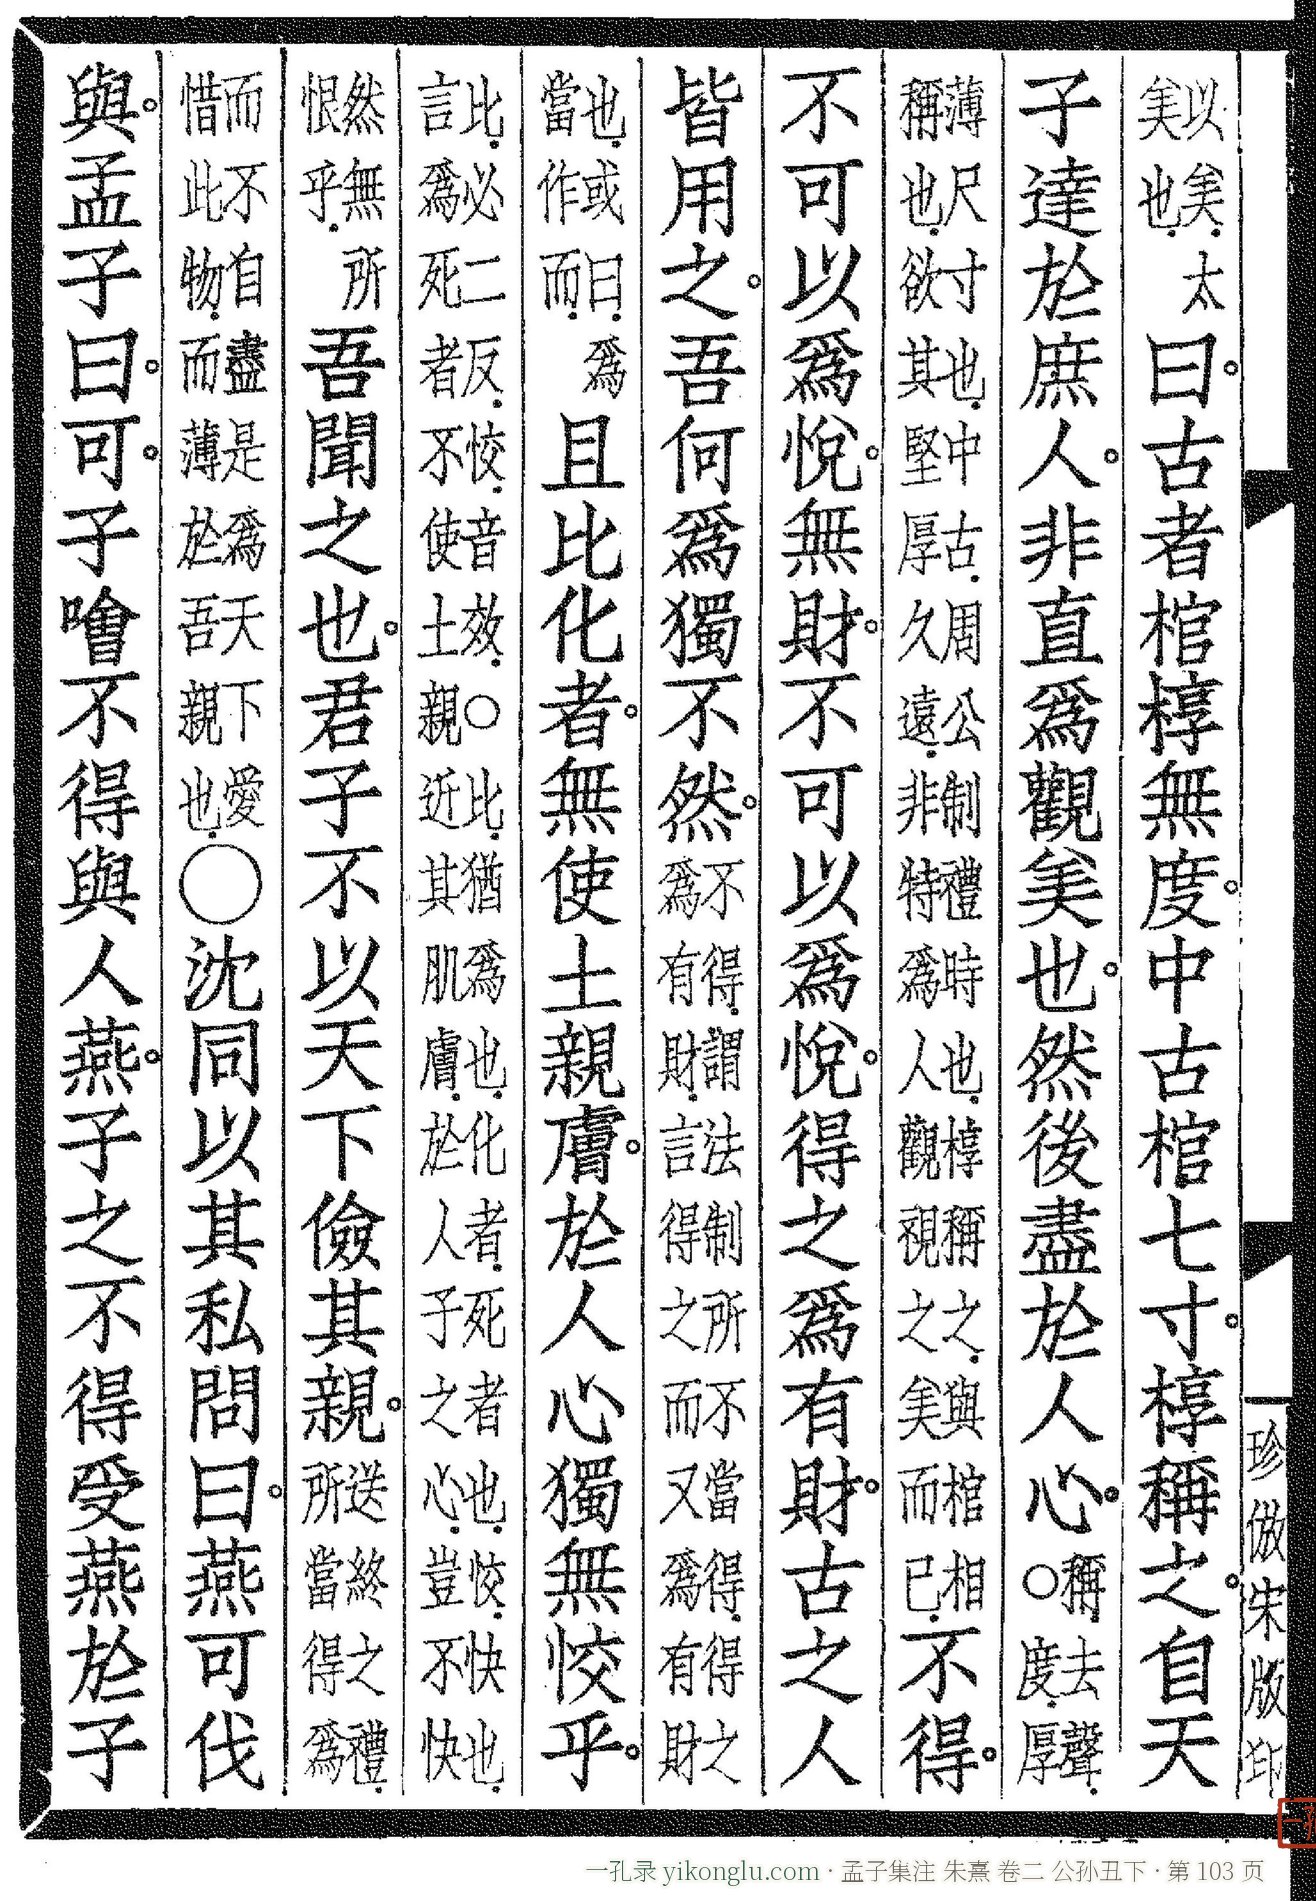 珍倣宋版印
以美。太美也。曰。古者棺椁無度。中古棺七寸。椁稱之。自天
子達於庶人。非直爲觀美也。然後盡於人心。稱。去聲。○度。厚
薄尺寸也。中古。周公制禮時也。椁稱之。與棺相稱也。欲其堅厚久遠。非特爲人觀視之美而已。不得。
不可以爲悅。無財。不可以爲悅。得之爲有財。古之人
皆用之。吾何爲獨不然。不得。謂法制所不當得。得之爲有財。言得之而又爲有財
也。或曰。爲當作而。且比化者。無使土親膚。於人心獨無恔乎。
比。必二反。恔。音效。○比。猶爲也。化者。死者也。恔。快也。言爲死者不使土親近其肌膚。於人子之心。豈不快
然無所恨乎。吾聞之也。君子不以天下儉其親。送終之禮。所當得爲
而不自盡是爲天下愛惜此物。而薄於吾親也。○沈同以其私問曰。燕可伐
與。孟子曰。可。子噲不得與人燕。子之不得受燕於子
一孔录 yikonglu.com · 孟子集注 朱熹 卷二 公孙丑下 · 第 103 页